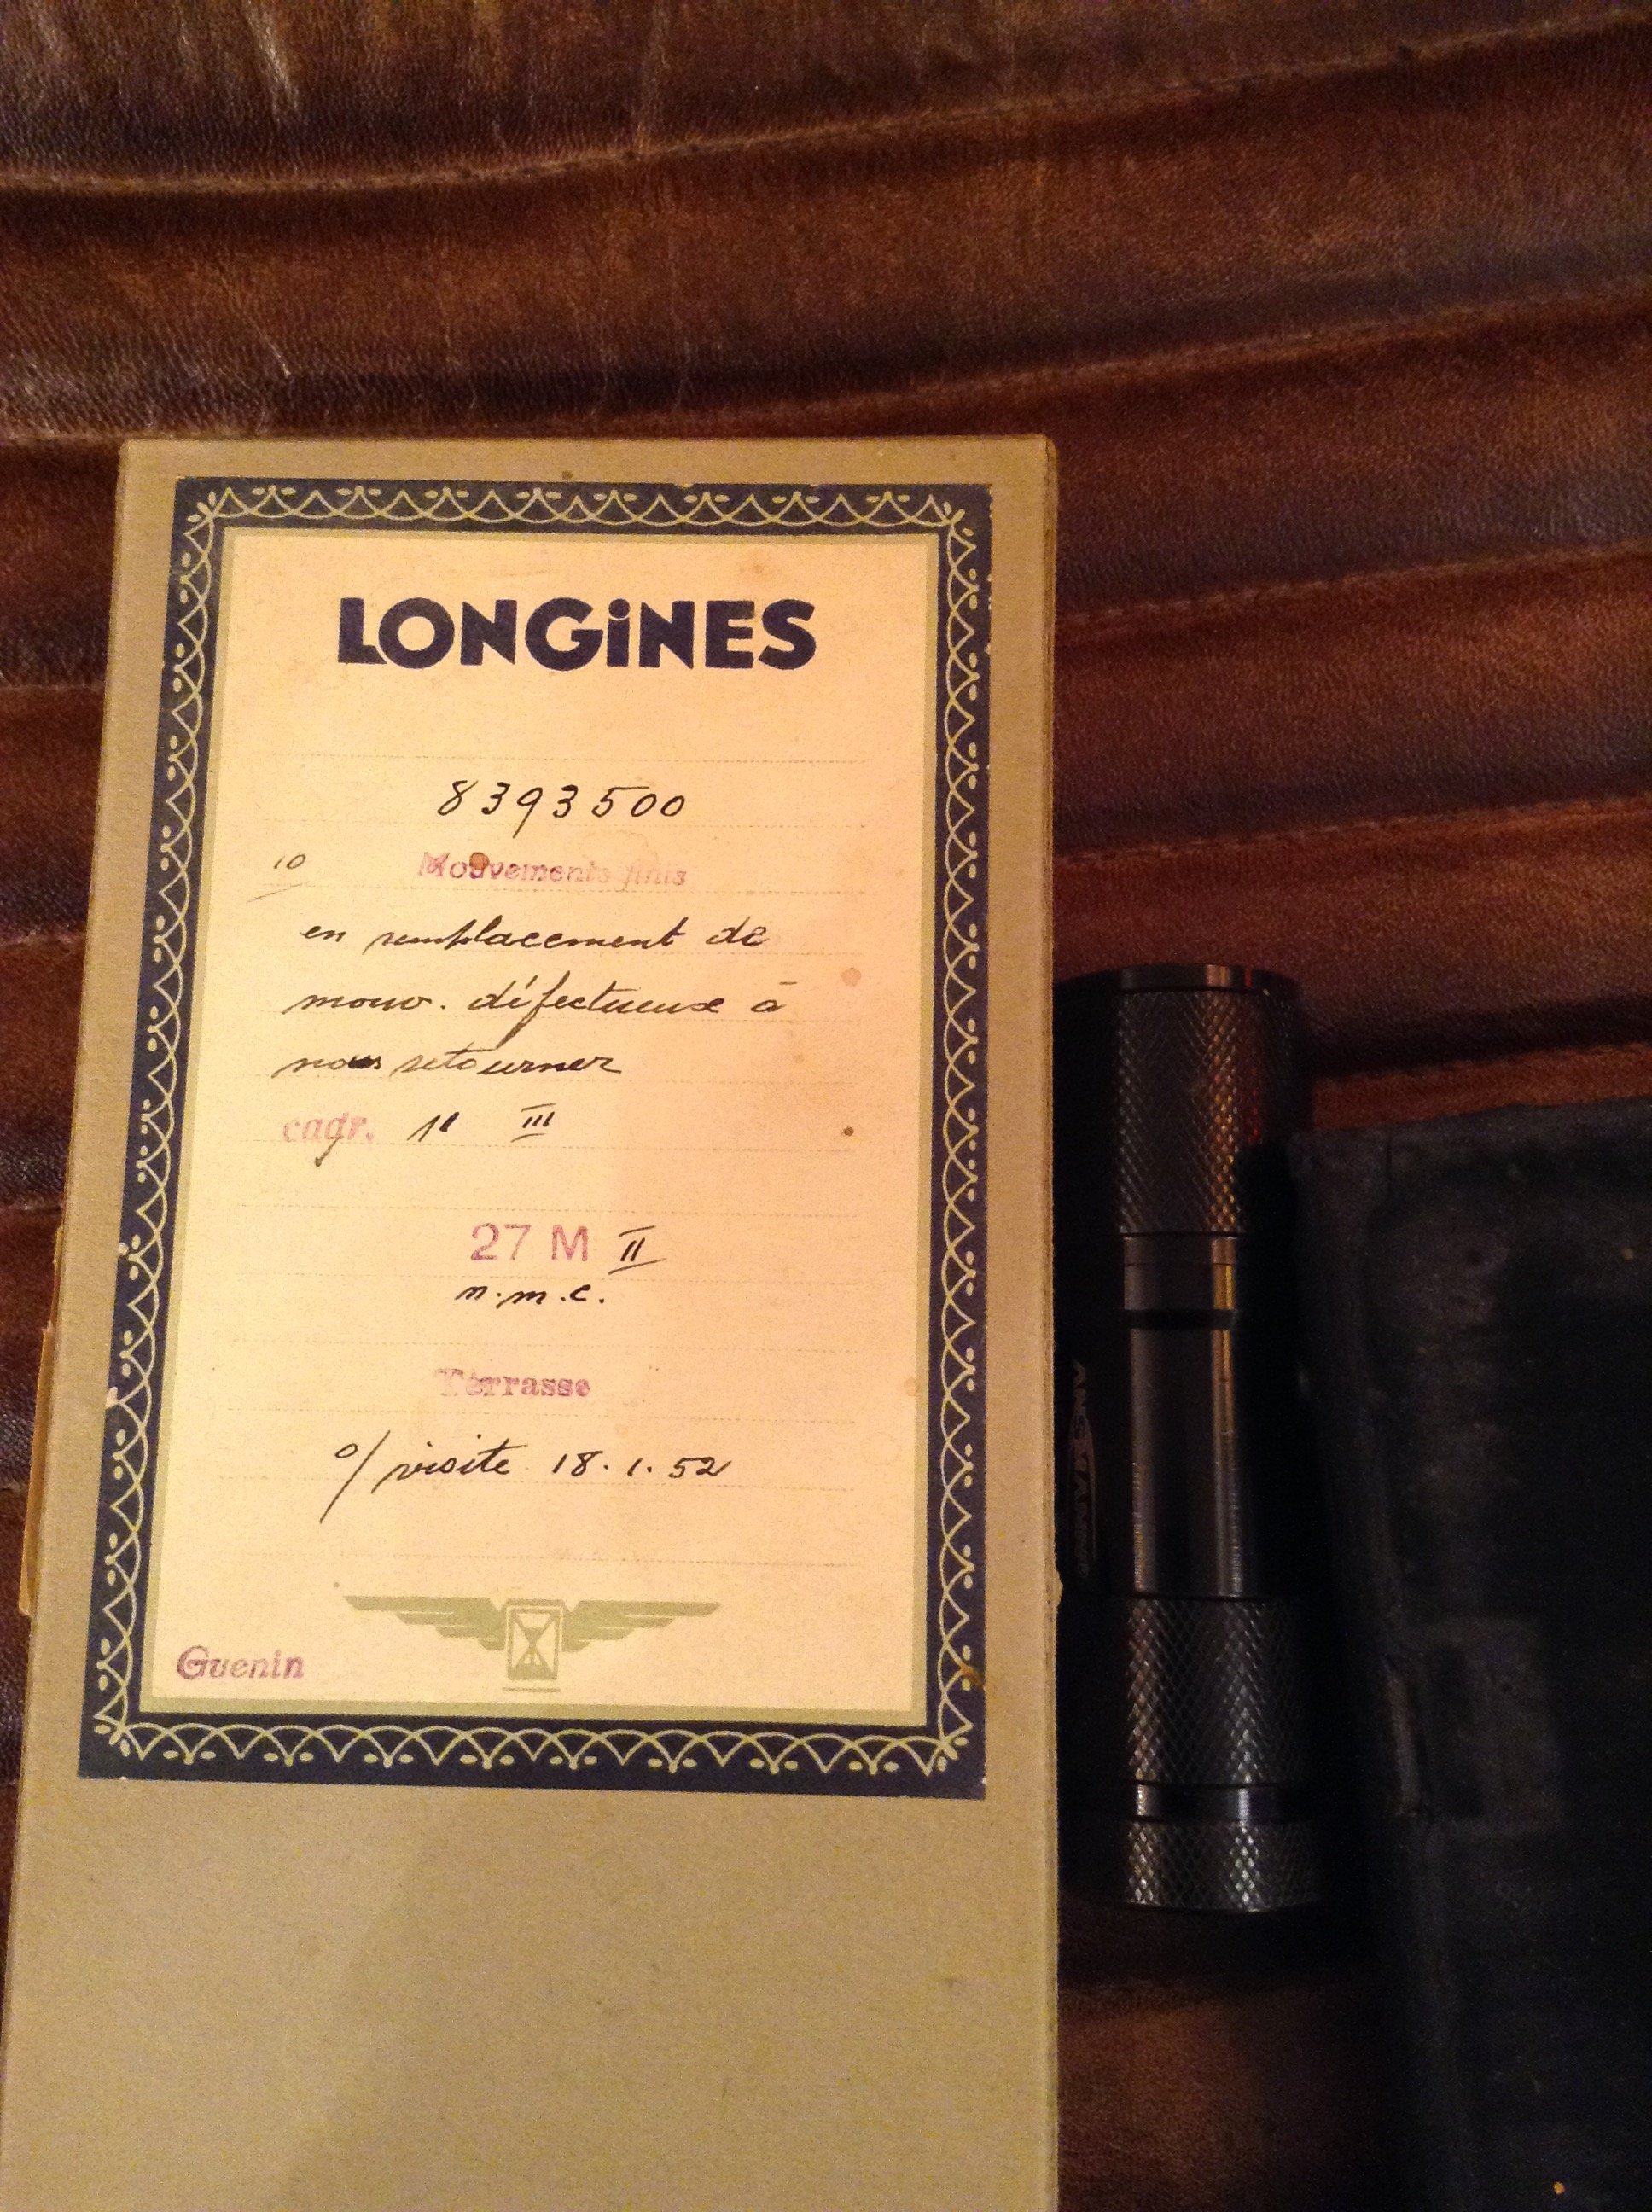 LONGiNES
8393500
10 Mouvements finis
en remplacement de
mouv. défectueux à
nous retourner
cadr. 11 III
27 M II
n.m.c.
Terrasse
o/ visite 18.1.52
Guenin